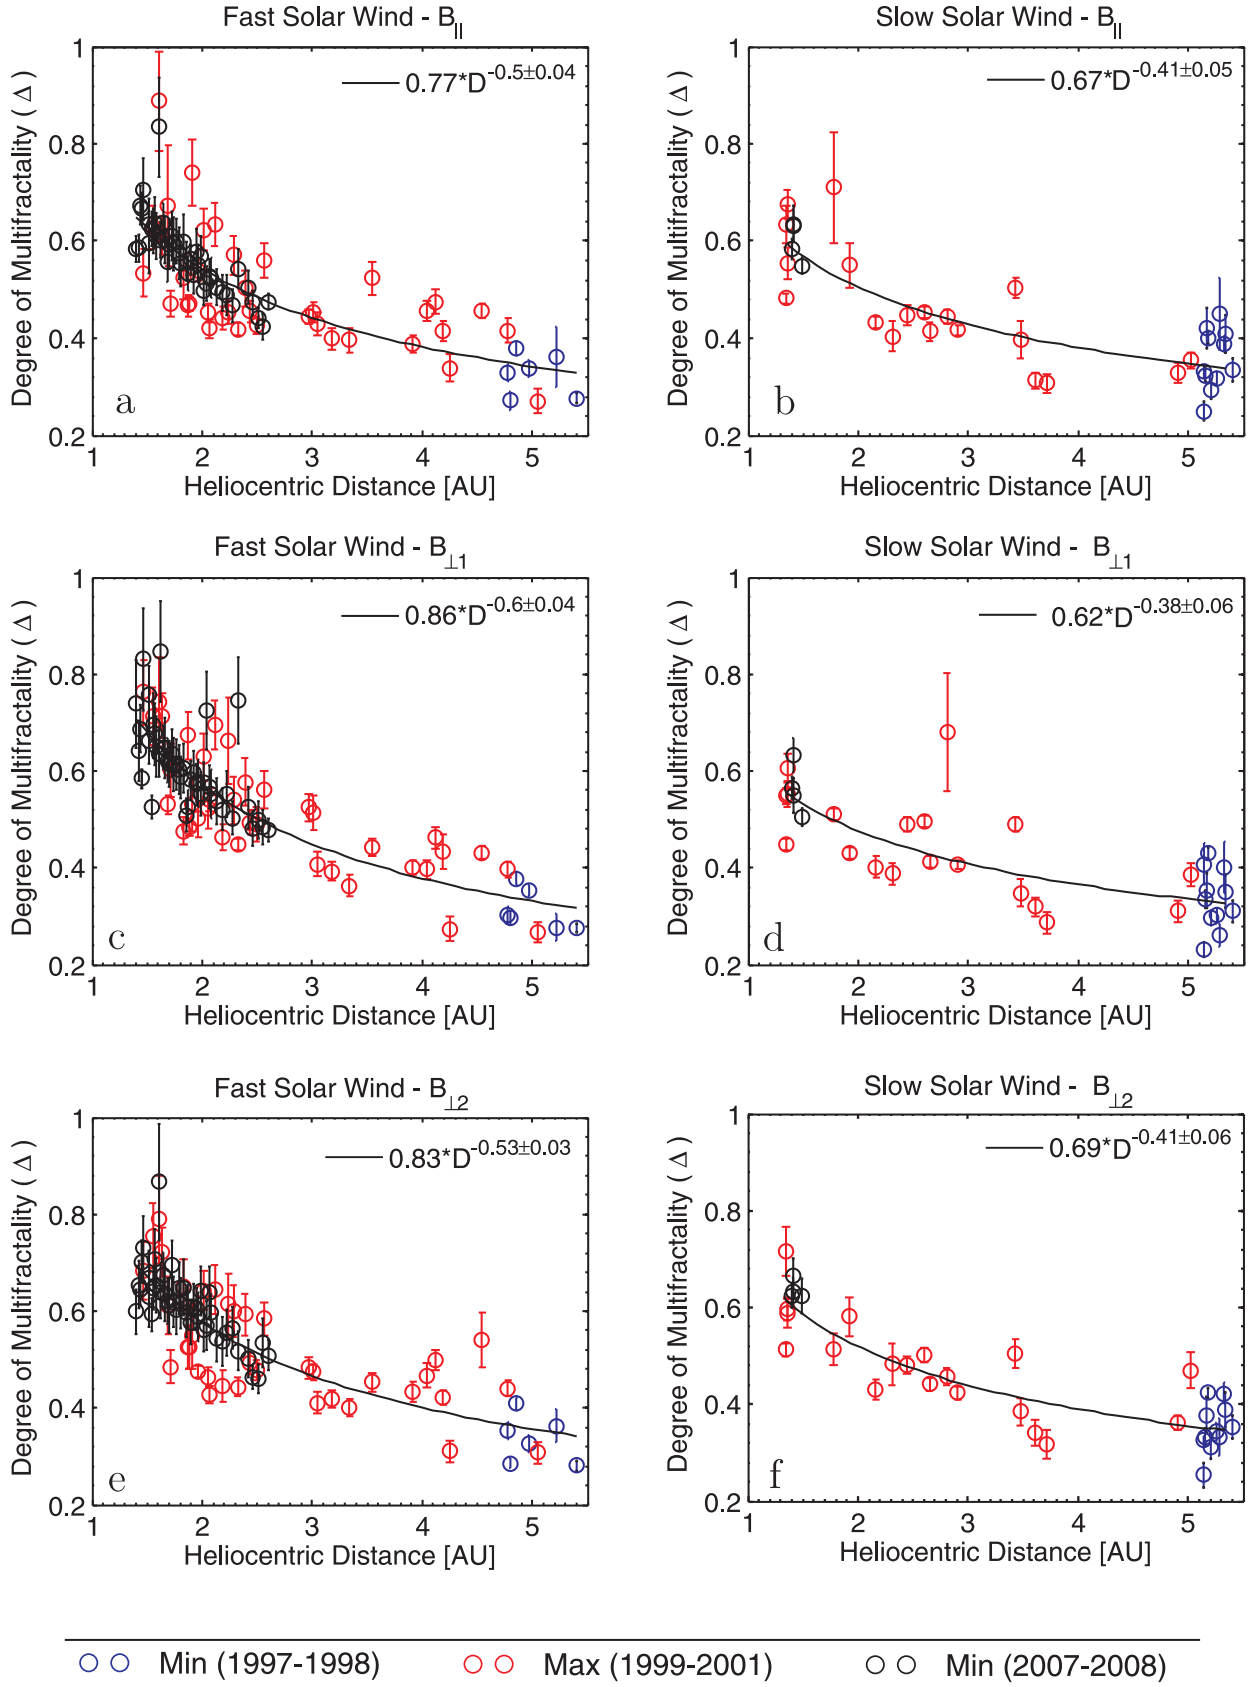 Fast Solar Wind - B||
Slow Solar Wind - B||
Degree of Multifractality ( Δ )
1
0.8
0.6
0.4
0.2
0.77*D-0.5±0.04
a
1 2 3 4 5
Heliocentric Distance [AU]
Degree of Multifractality ( Δ )
1
0.8
0.6
0.4
0.2
0.67*D-0.41±0.05
b
1 2 3 4 5
Heliocentric Distance [AU]
Fast Solar Wind - B⊥1
Slow Solar Wind - B⊥1
Degree of Multifractality ( Δ )
1
0.8
0.6
0.4
0.2
0.86*D-0.6±0.04
c
1 2 3 4 5
Heliocentric Distance [AU]
Degree of Multifractality ( Δ )
1
0.8
0.6
0.4
0.2
0.62*D-0.38±0.06
d
1 2 3 4 5
Heliocentric Distance [AU]
Fast Solar Wind - B⊥2
Slow Solar Wind - B⊥2
Degree of Multifractality ( Δ )
1
0.8
0.6
0.4
0.2
0.83*D-0.53±0.03
e
1 2 3 4 5
Heliocentric Distance [AU]
Degree of Multifractality ( Δ )
1
0.8
0.6
0.4
0.2
0.69*D-0.41±0.06
f
1 2 3 4 5
Heliocentric Distance [AU]
Min (1997-1998) Max (1999-2001) Min (2007-2008)